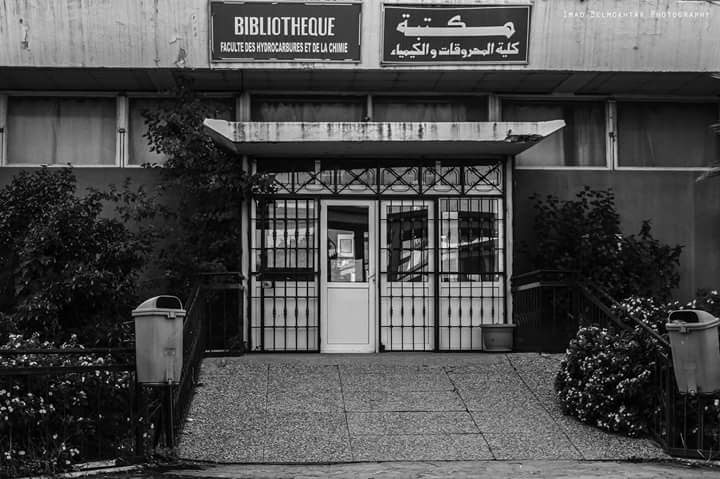 BIBLIOTHEQUE
FACULTE DES HYDROCARBURES ET DE LA CHIMIE
مكتبة
كلية المحروقات والكيمياء
Imad Belmokhtar Photography